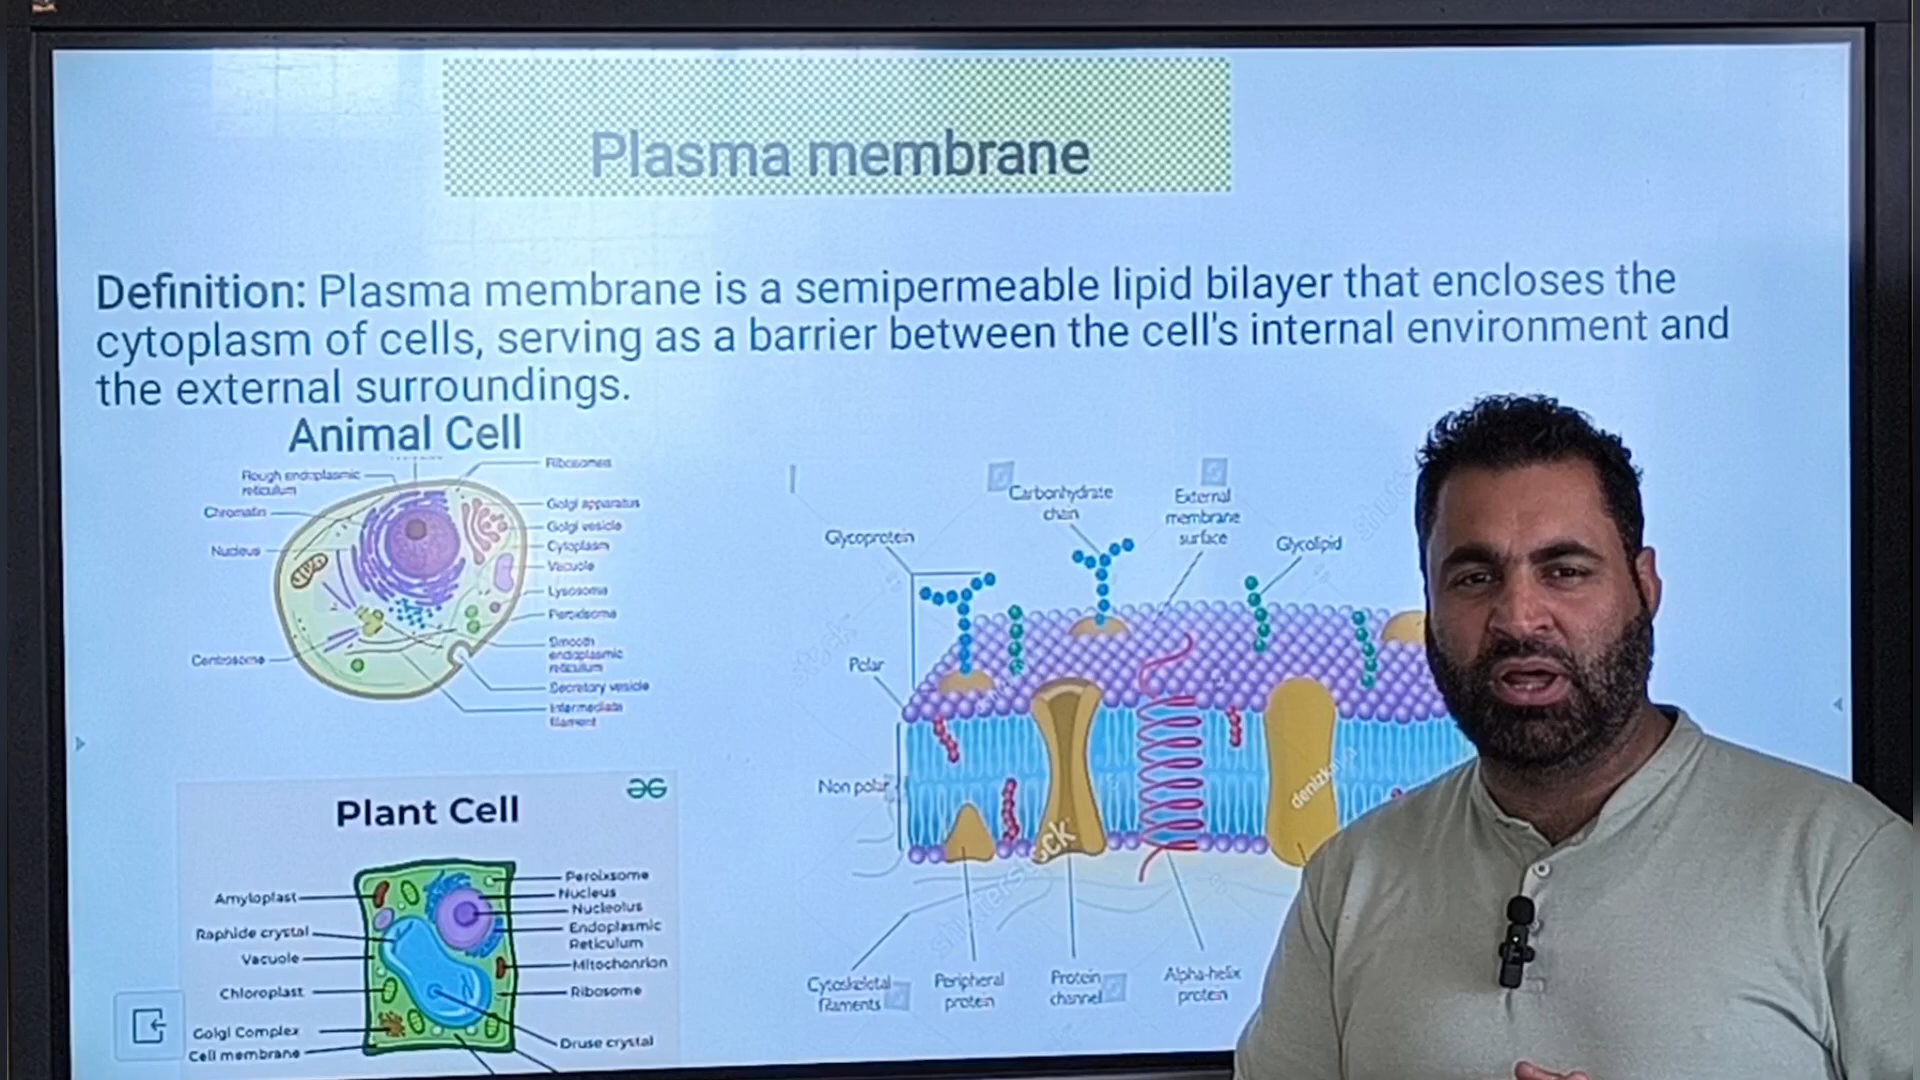 Plasma membrane
Definition: Plasma membrane is a semipermeable lipid bilayer that encloses the
cytoplasm of cells, serving as a barrier between the cell's internal environment and
the external surroundings.
Animal Cell
Rough endoplasmic
reticulum
Chromatin
Nucleus
Centrosome
Ribosomes
Golgi apparatus
Golgi vesicle
Cytoplasm
Vacuole
Lysosome
Peroxisome
Smooth
endoplasmic
reticulum
Secretory vesicle
Intermediate
filament
Plant Cell
Amyloplast
Raphide crystal
Vacuole
Chloroplast
Golgi Complex
Cell membrane
Peroixsome
Nucleus
Nucleolus
Endoplasmic
Reticulum
Mitochonrion
Ribosome
Druse crystal
Glycoprotein
Carbonhydrate
chain
External
membrane
surface
Glycolipid
Polar
Non polar
Cytoskeletal
filaments
Peripheral
protein
Protein
channel
Alpha-helix
protein